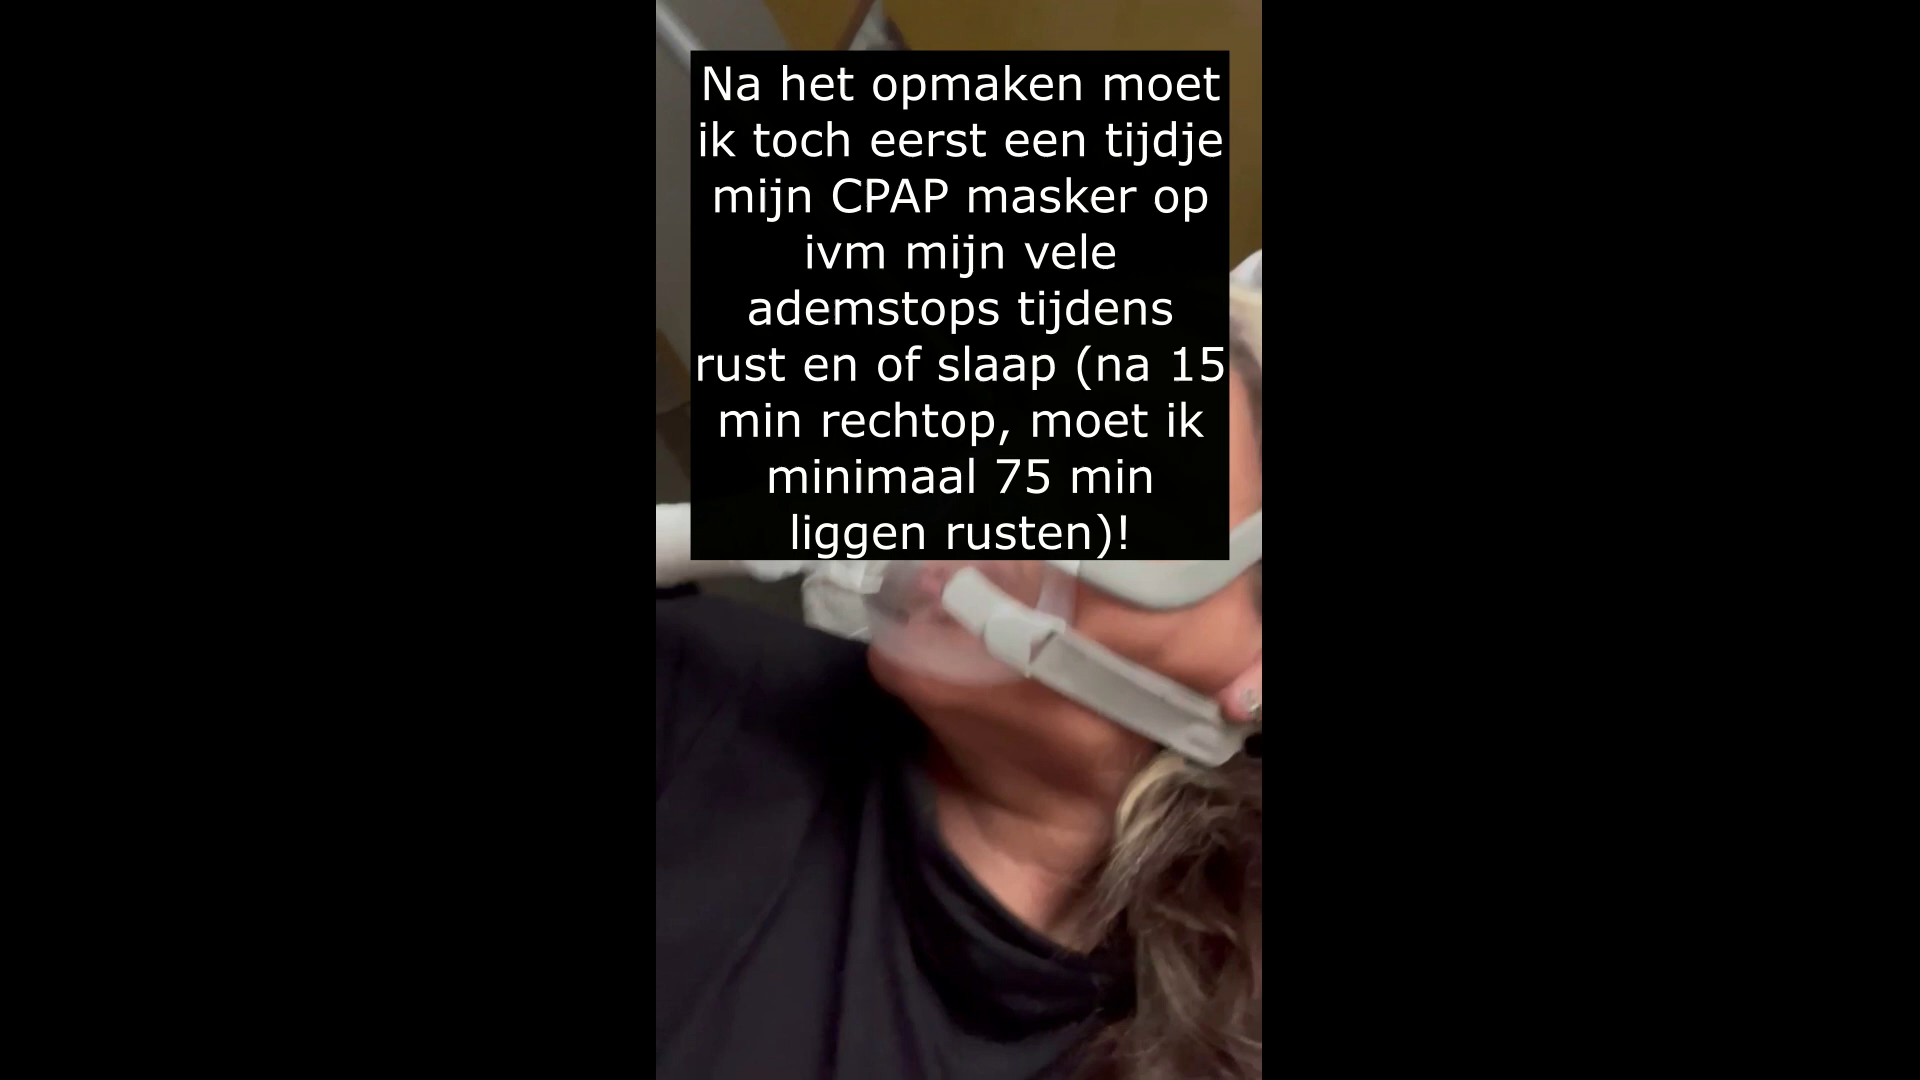 Na het opmaken moet
ik toch eerst een tijdje
mijn CPAP masker op
ivm mijn vele
ademstops tijdens
rust en of slaap (na 15
min rechtop, moet ik
minimaal 75 min
liggen rusten)!